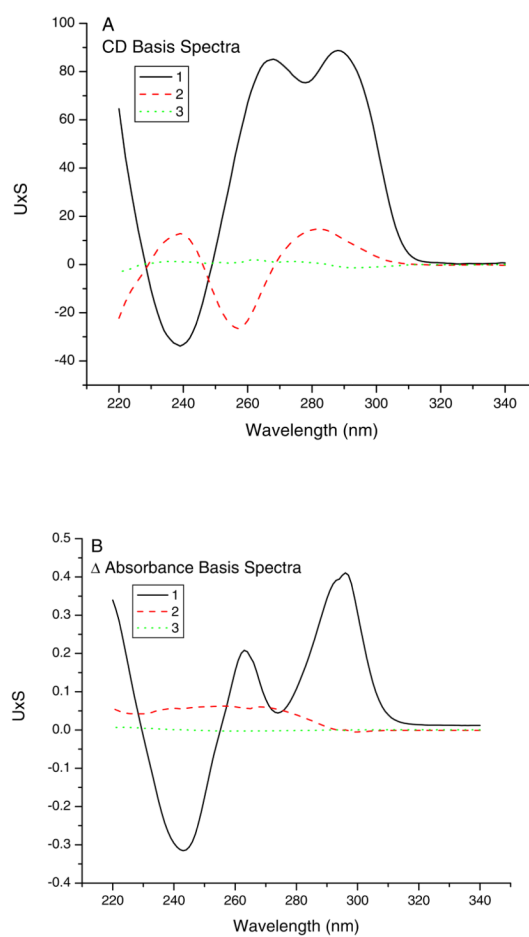 A
CD Basis Spectra
1
2
3
100
80
60
40
20
0
-20
-40
UxS
220 240 260 280 300 320 340
Wavelength (nm)
B
Δ Absorbance Basis Spectra
1
2
3
0.5
0.4
0.3
0.2
0.1
0.0
-0.1
-0.2
-0.3
-0.4
UxS
220 240 260 280 300 320 340
Wavelength (nm)